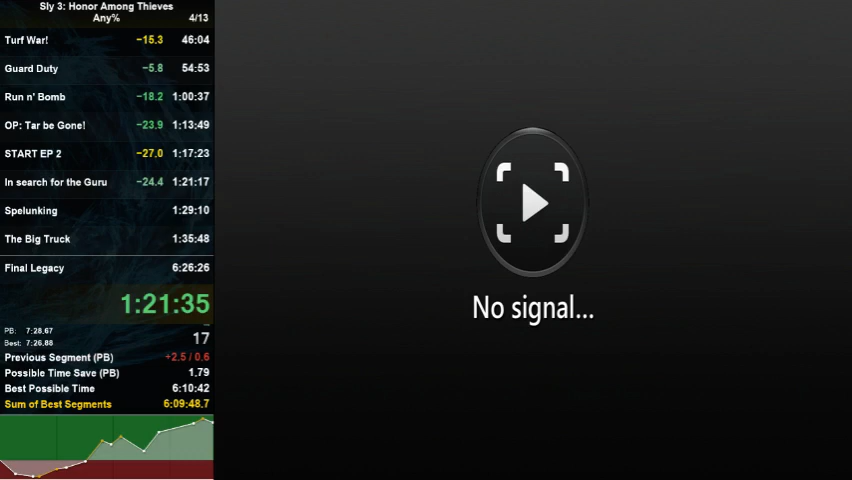 Sly 3: Honor Among Thieves
Any% 4/13
Turf War! −15.3 46:04
Guard Duty −5.8 54:53
Run n' Bomb −18.2 1:00:37
OP: Tar be Gone! −23.9 1:13:49
START EP 2 −27.0 1:17:23
In search for the Guru −24.4 1:21:17
Spelunking 1:29:10
The Big Truck 1:35:48
Final Legacy 6:26:26
1:21:35
PB: 7:28.67
Best: 7:26.88
17
Previous Segment (PB) +2.5 / 0.6
Possible Time Save (PB) 1.79
Best Possible Time 6:10:42
Sum of Best Segments 6:09:48.7
No signal...